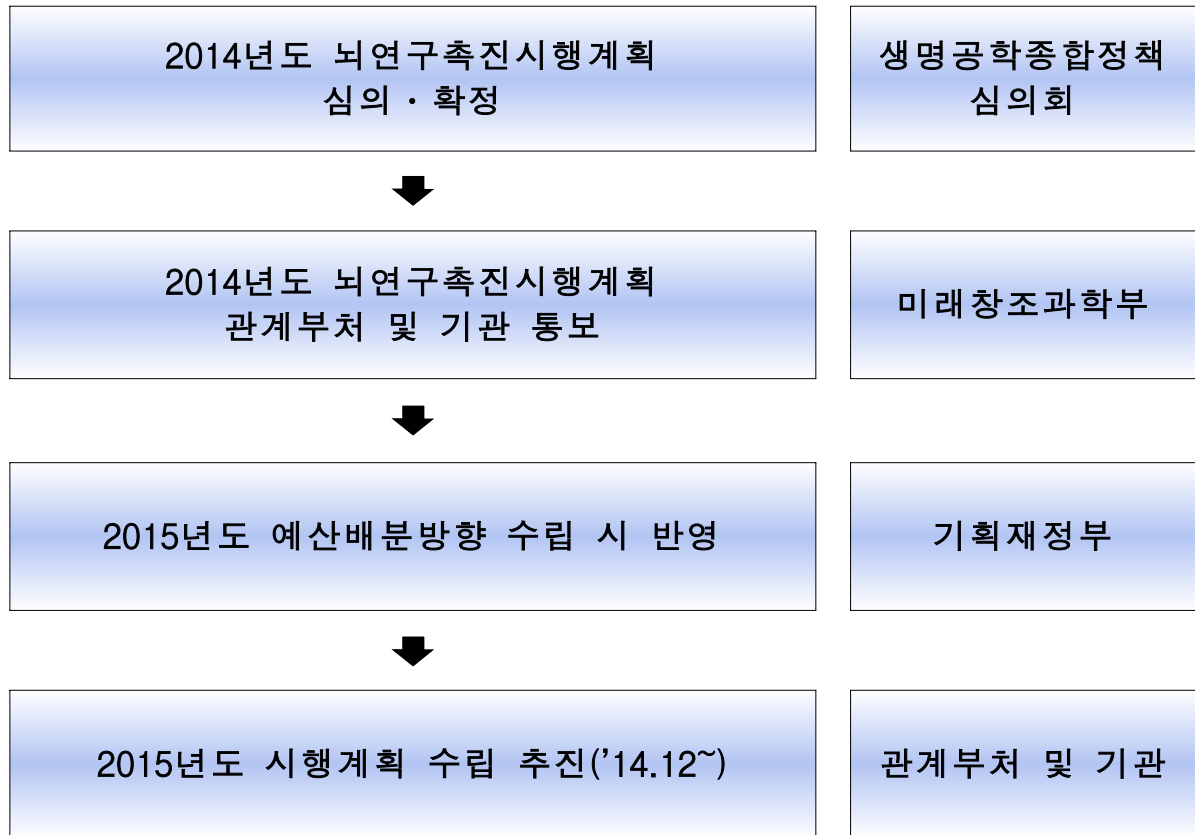 2014년도 뇌연구촉진시행계획
심의·확정
생명공학종합정책
심의회
2014년도 뇌연구촉진시행계획
관계부처 및 기관 통보
미래창조과학부
2015년도 예산배분방향 수립 시 반영
기획재정부
2015년도 시행계획 수립 추진(’14.12~)
관계부처 및 기관